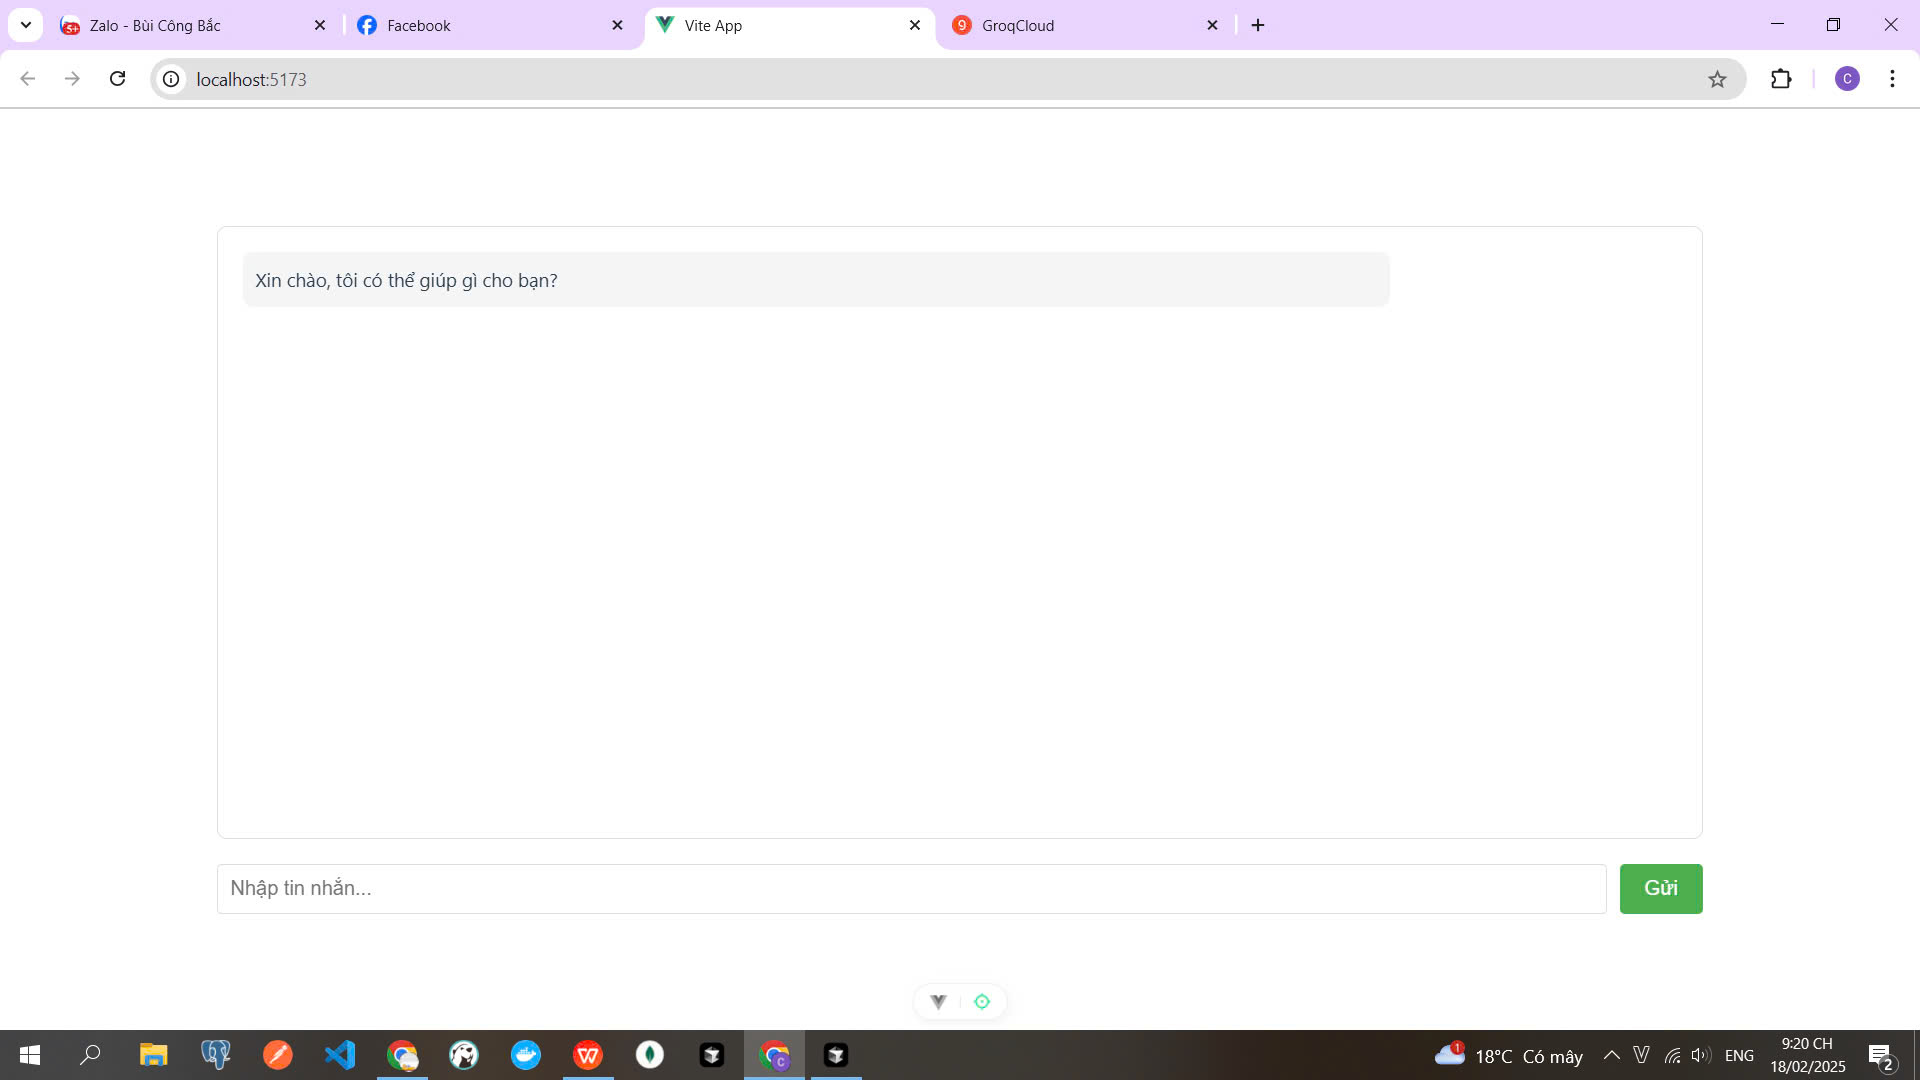 Zalo - Bùi Công Bắc
Facebook
Vite App
GroqCloud
localhost:5173
C
Xin chào, tôi có thể giúp gì cho bạn?
Nhập tin nhắn...
Gửi
1
18°C Có mây
ENG
9:20 CH
18/02/2025
2